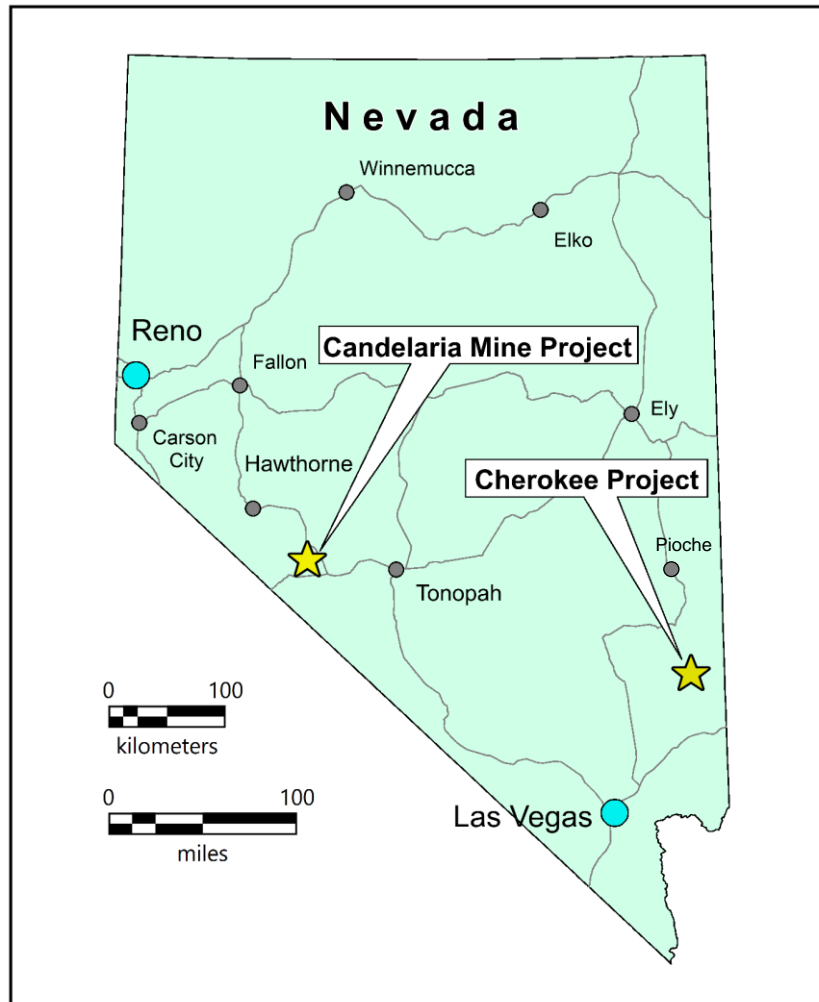 Nevada
Winnemucca
Elko
Reno
Candelaria Mine Project
Fallon
Ely
Carson
City
Hawthorne
Cherokee Project
Pioche
Tonopah
0 100
kilometers
0 100
miles
Las Vegas